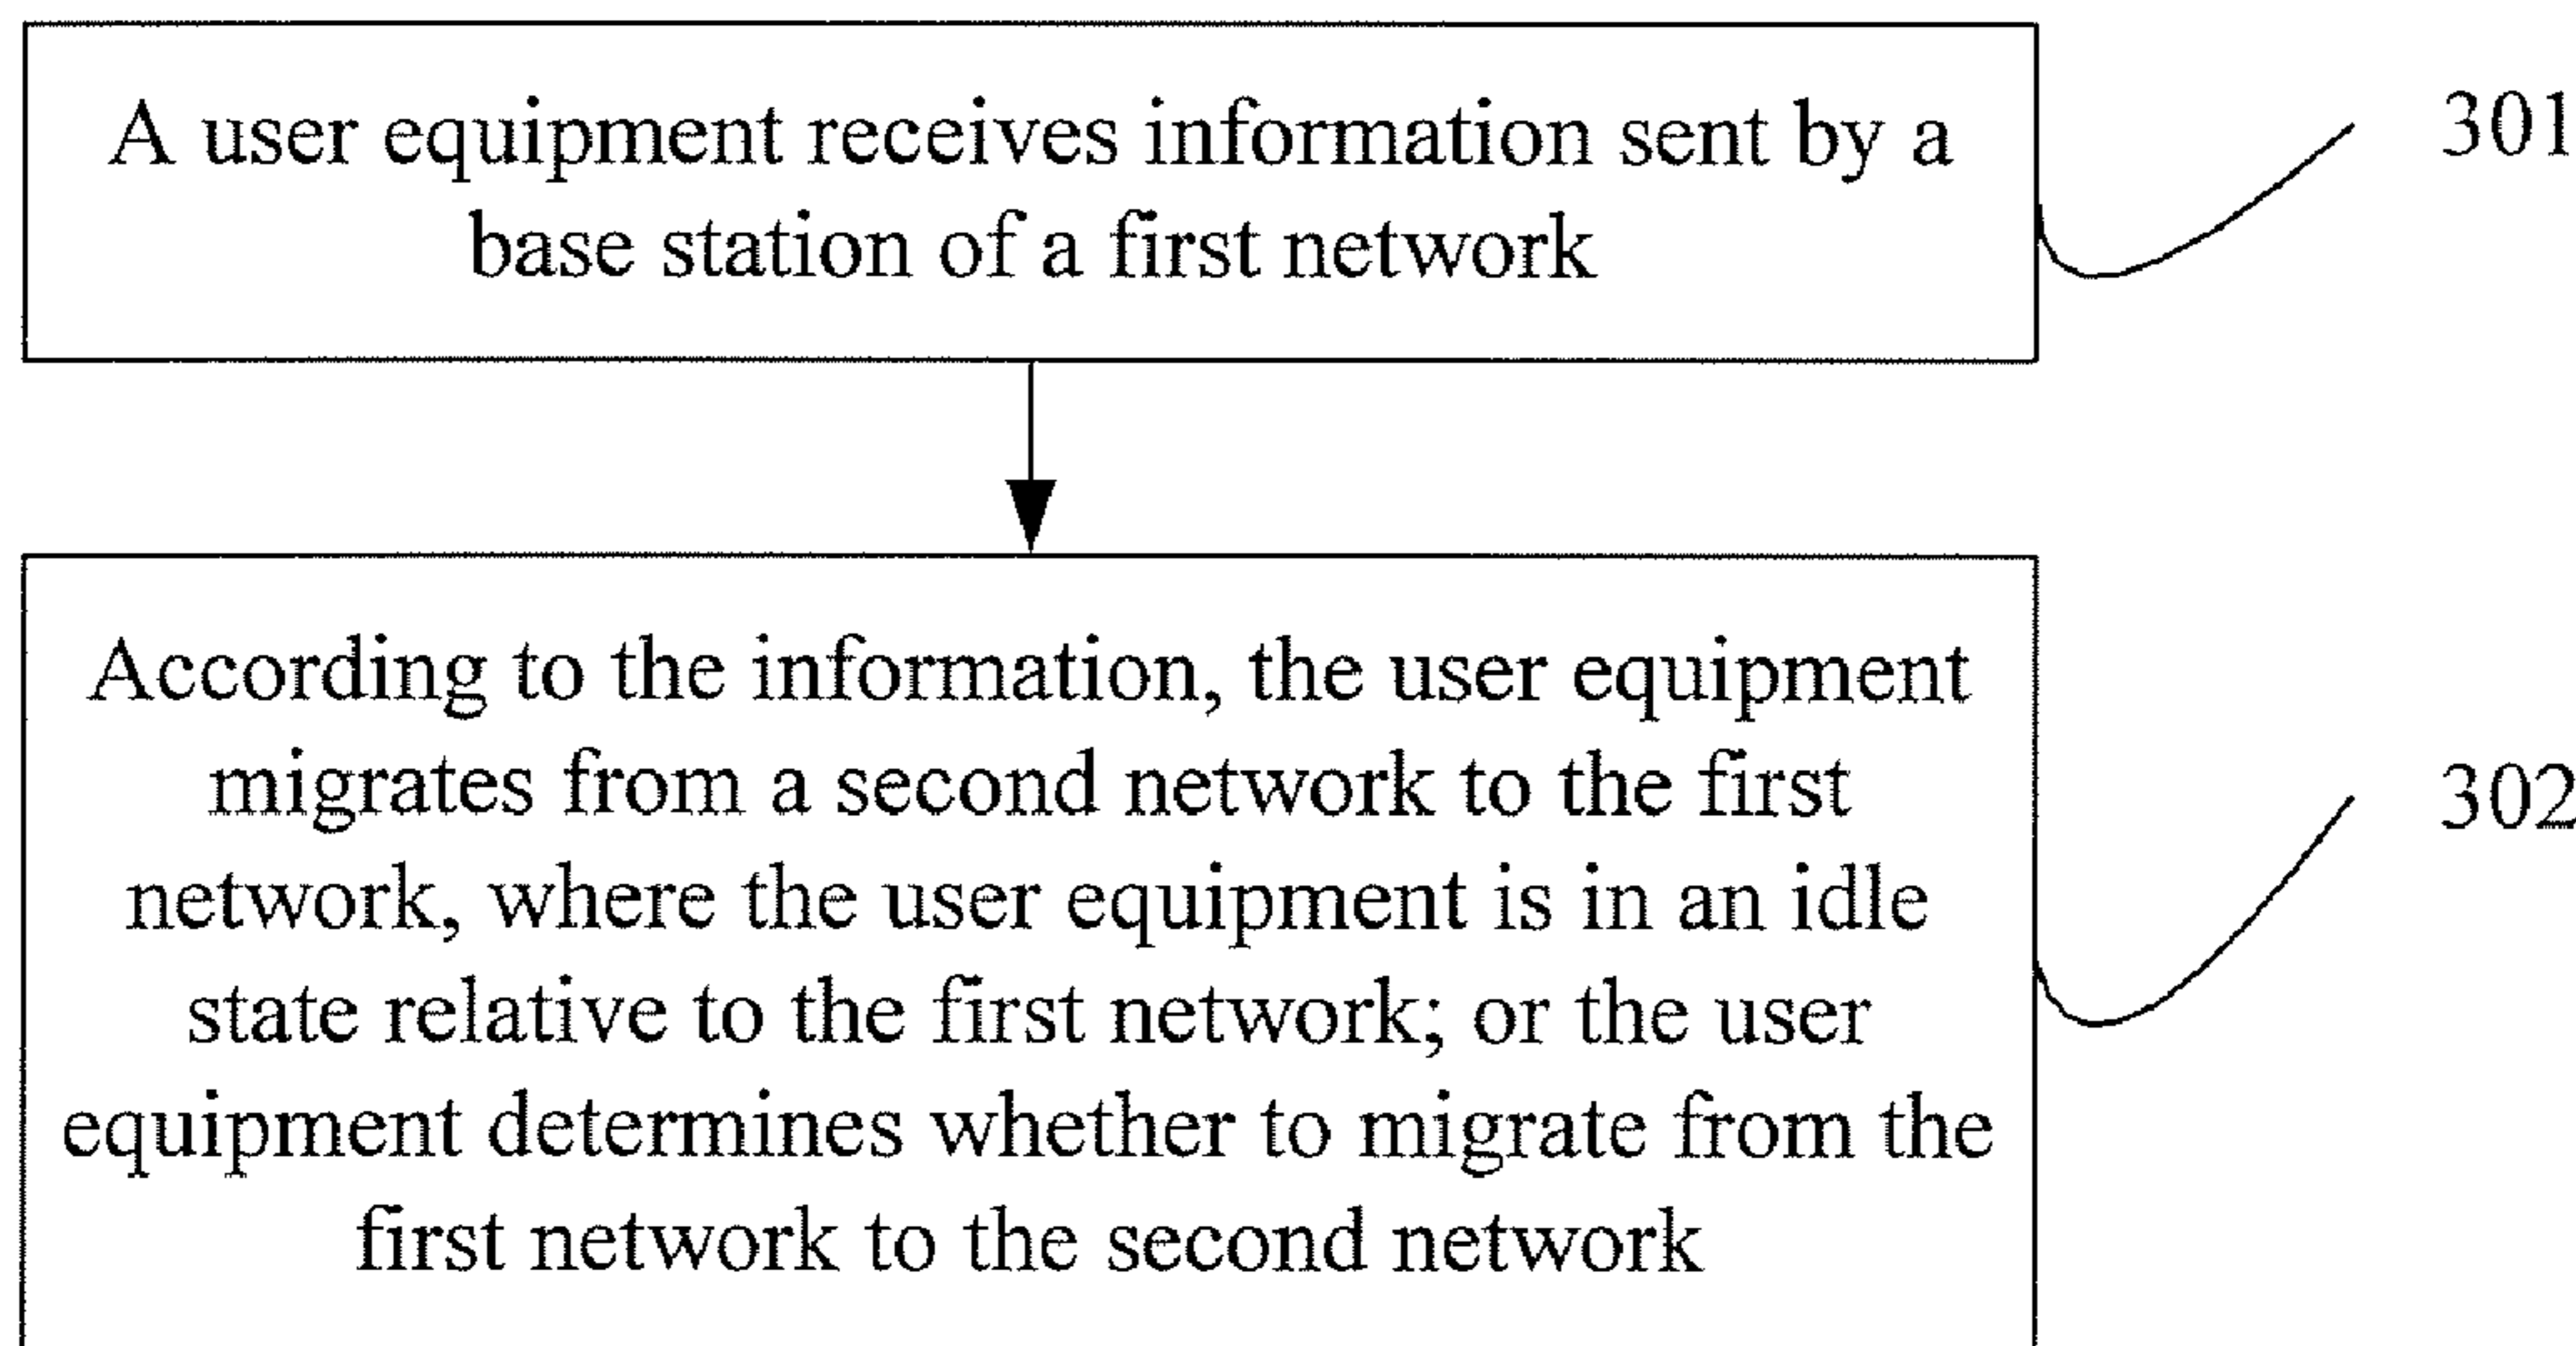 A user equipment receives information sent by a
base station of a first network
301
According to the information, the user equipment
migrates from a second network to the first
network, where the user equipment is in an idle
state relative to the first network; or the user
equipment determines whether to migrate from the
first network to the second network
302